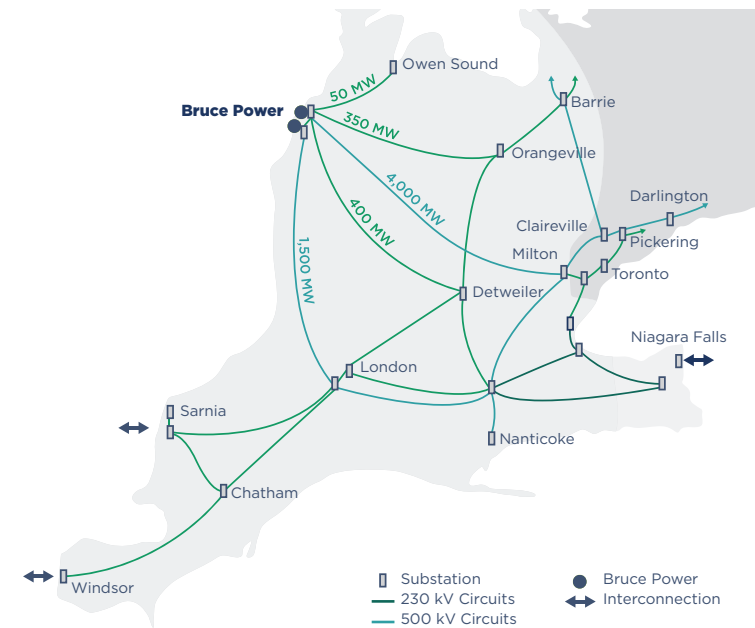 Owen Sound
50 MW
Barrie
Bruce Power
350 MW
Orangeville
4,000 MW
Darlington
400 MW
Claireville
Pickering
1,500 MW
Milton
Toronto
Detweiler
Niagara Falls
London
Sarnia
Nanticoke
Chatham
Windsor
Substation
230 kV Circuits
500 kV Circuits
Bruce Power
Interconnection